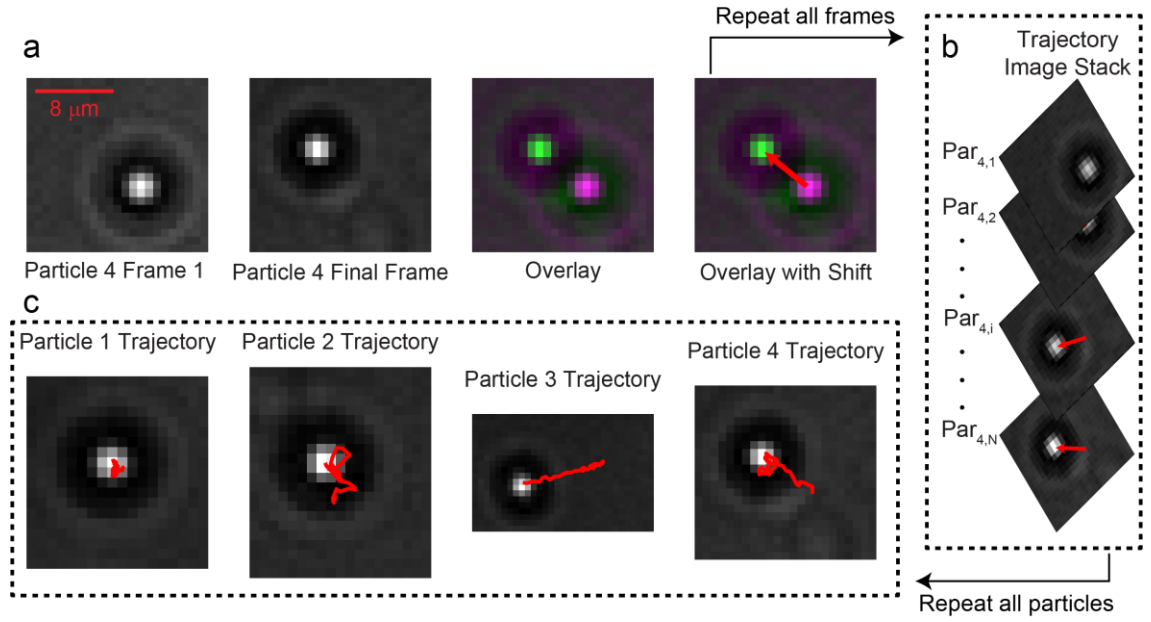 Repeat all frames
a
8 μm
Particle 4 Frame 1
Particle 4 Final Frame
Overlay
Overlay with Shift
b
Trajectory
Image Stack
Par4,1
Par4,2
Par4,i
Par4,N
c
Particle 1 Trajectory
Particle 2 Trajectory
Particle 3 Trajectory
Particle 4 Trajectory
Repeat all particles